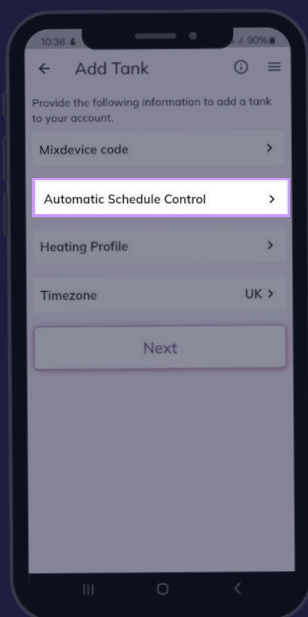 10:38 90%
Add Tank
Provide the following information to add a tank
to your account.
Mixdevice code
Automatic Schedule Control
Heating Profile
Timezone UK
Next